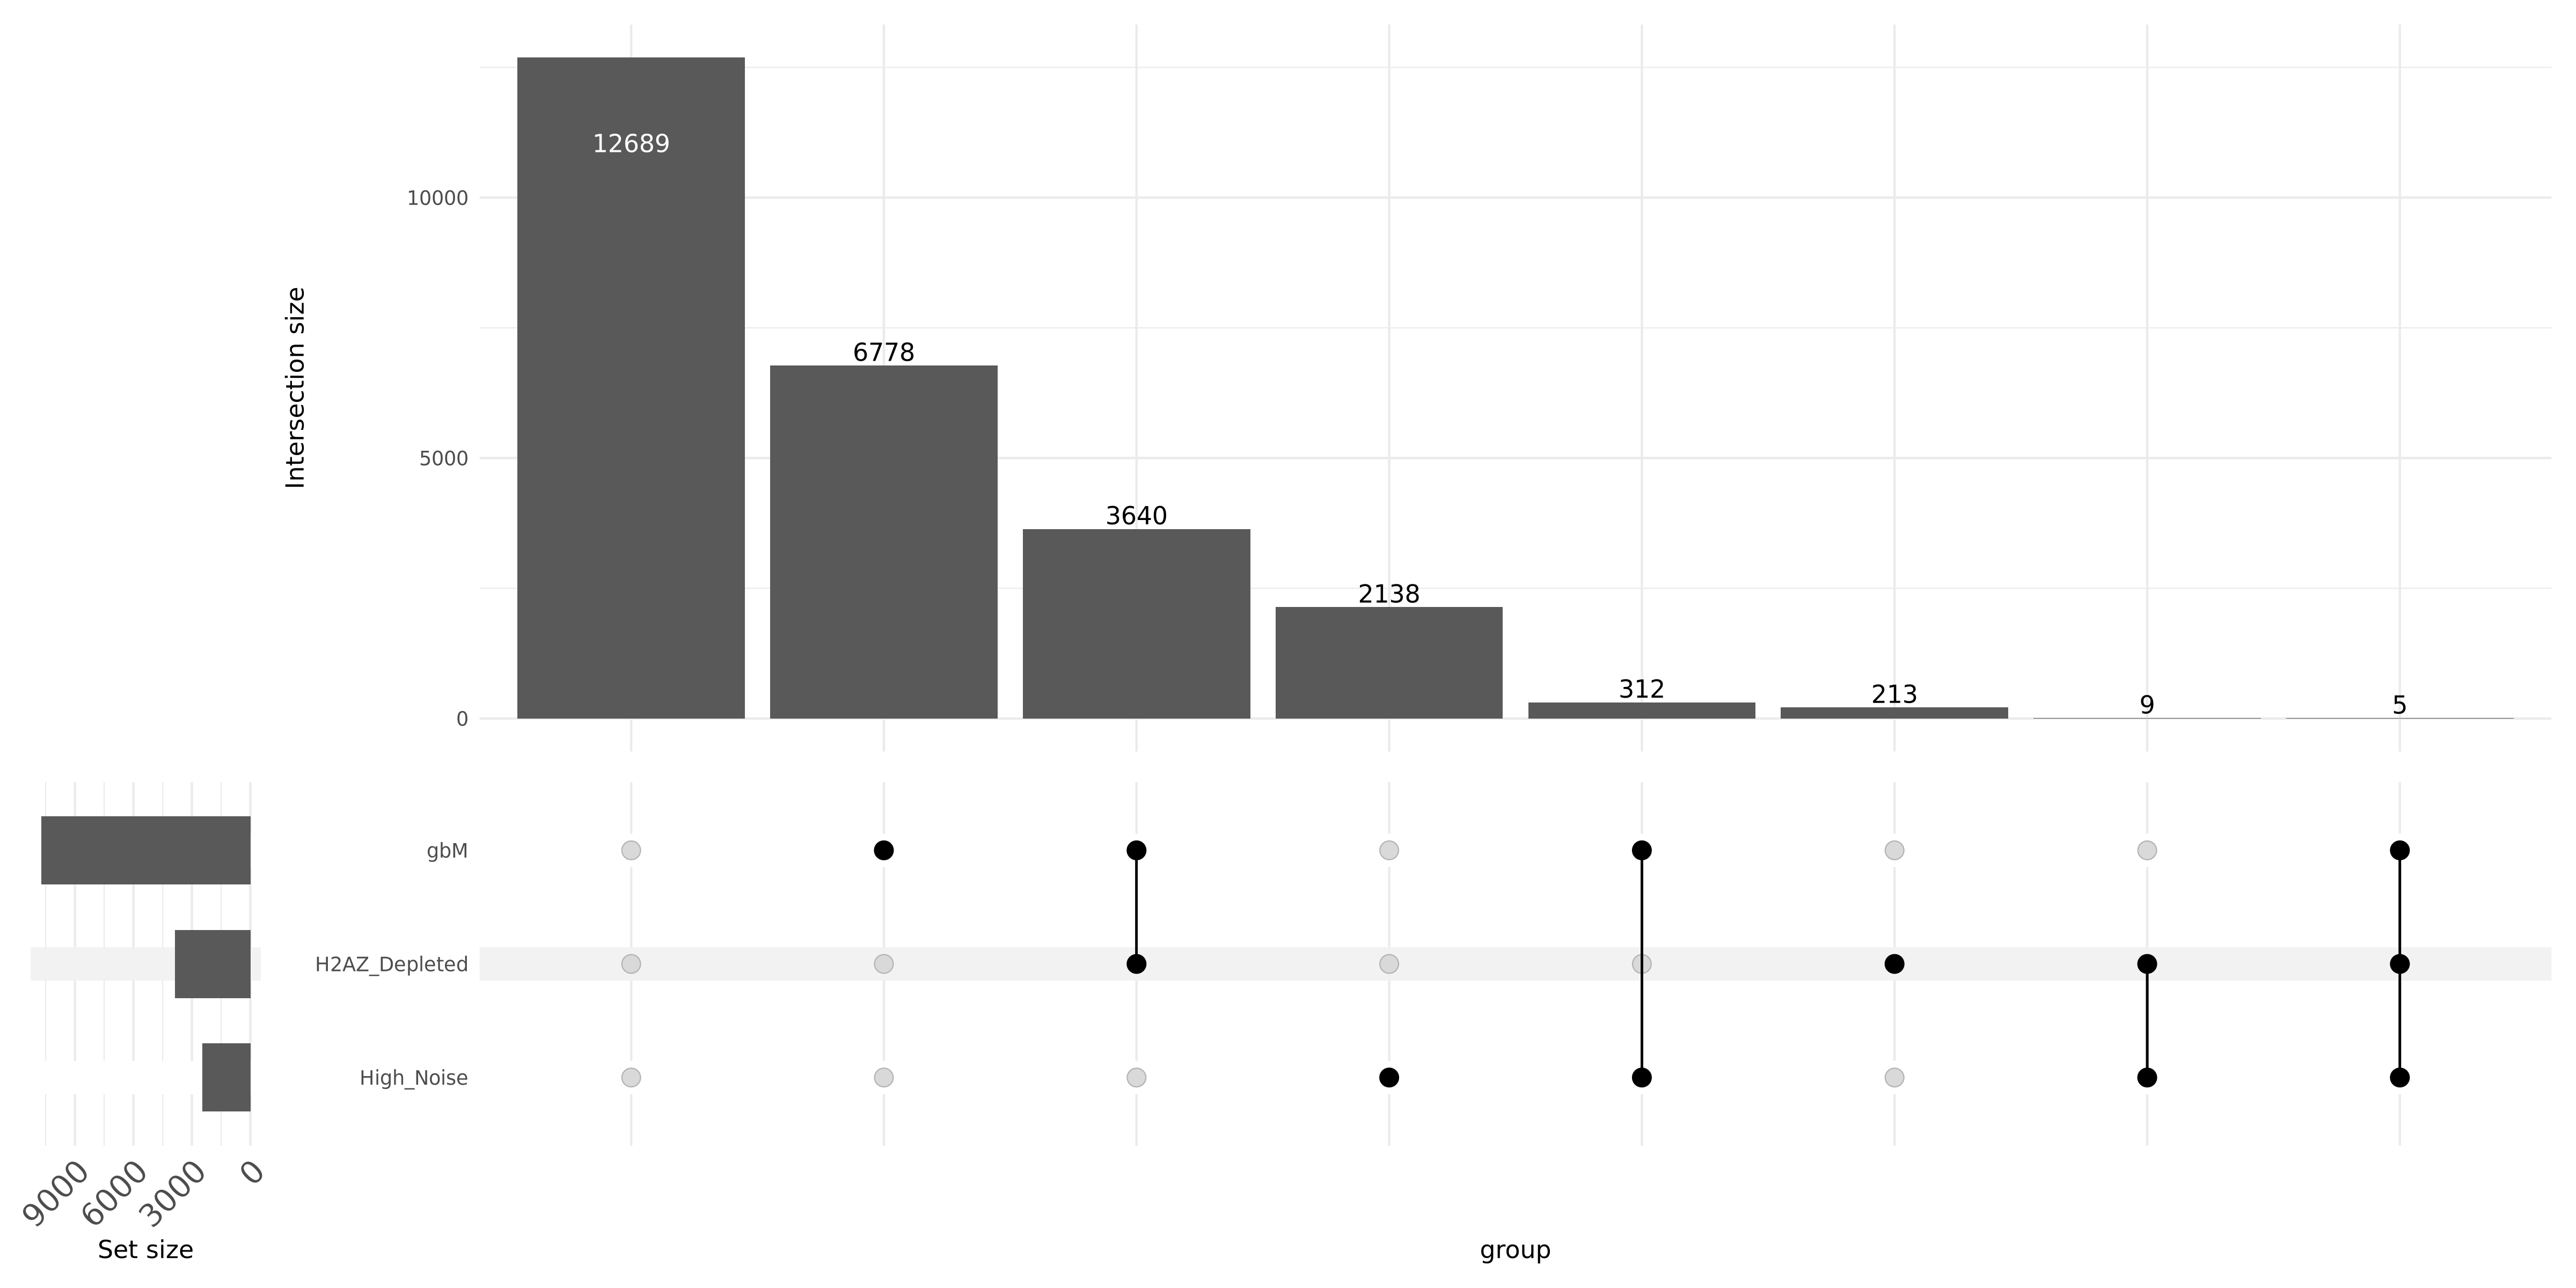 12689
10000
Intersection size
6778
5000
3640
2138
312
213
9
5
0
gbM
H2AZ_Depleted
High_Noise
9000
6000
3000
0
Set size
group